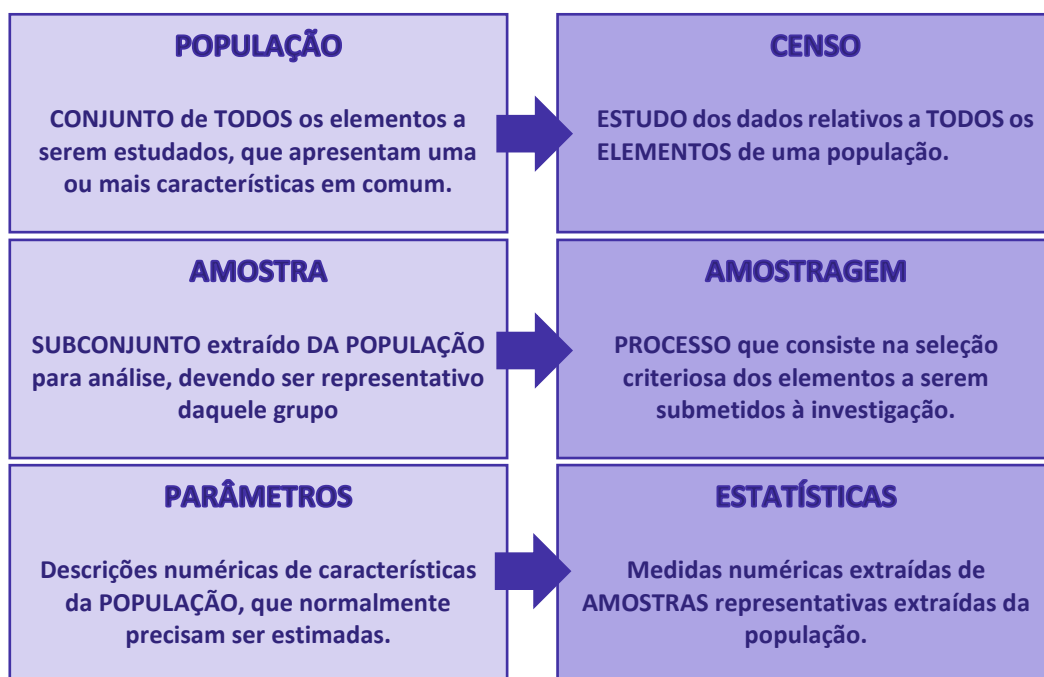 POPULAÇÃO
CONJUNTO de TODOS os elementos a
serem estudados, que apresentam uma
ou mais características em comum.
CENSO
ESTUDO dos dados relativos a TODOS os
ELEMENTOS de uma população.
AMOSTRA
SUBCONJUNTO extraído DA POPULAÇÃO
para análise, devendo ser representativo
daquele grupo
AMOSTRAGEM
PROCESSO que consiste na seleção
criteriosa dos elementos a serem
submetidos à investigação.
PARÂMETROS
Descrições numéricas de características
da POPULAÇÃO, que normalmente
precisam ser estimadas.
ESTATÍSTICAS
Medidas numéricas extraídas de
AMOSTRAS representativas extraídas da
população.